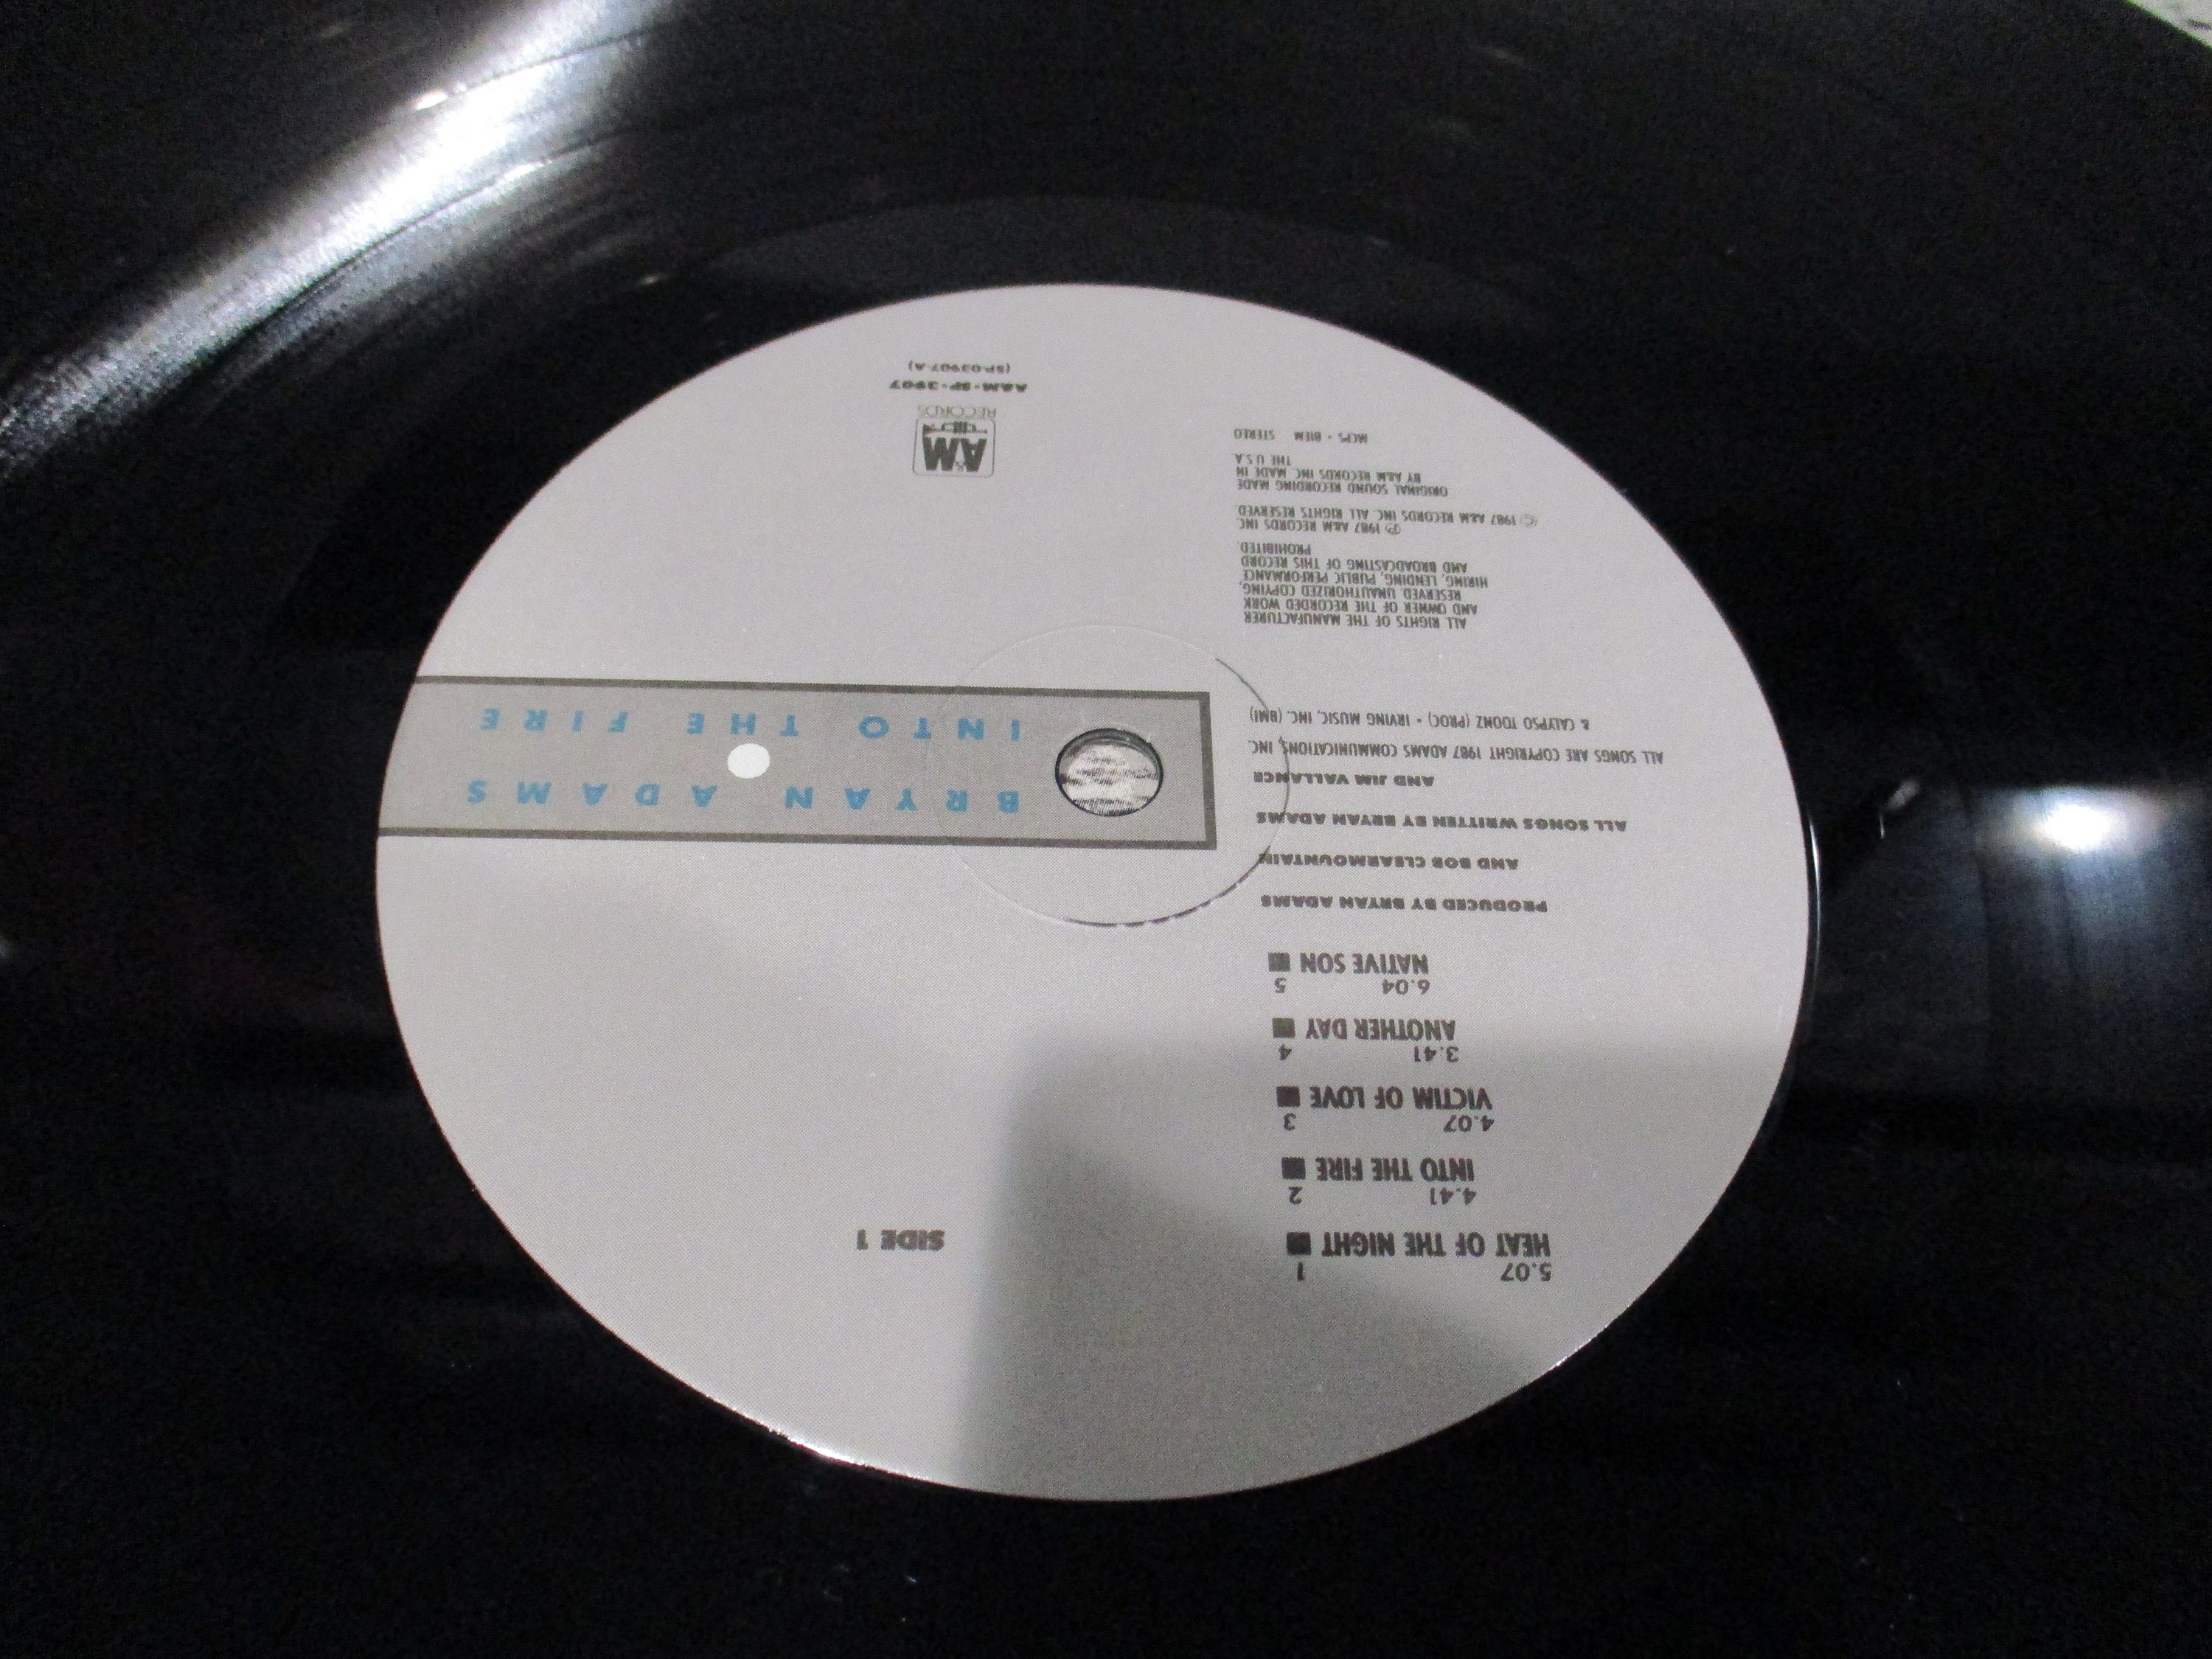 5.07 1
HEAT OF THE NIGHT
4.41 2
INTO THE FIRE
4.07 3
VICTIM OF LOVE
3.41 4
ANOTHER DAY
6.04 5
NATIVE SON
PRODUCED BY BRYAN ADAMS
AND BOB CLEARMOUNTAIN
ALL SONGS WRITTEN BY BRYAN ADAMS
AND JIM VALLANCE
ALL SONGS ARE COPYRIGHT 1987 ADAMS COMMUNICATIONS, INC.
& CALYPSO TOONZ (PROC) • IRVING MUSIC, INC. (BMI)
ALL RIGHTS OF THE MANUFACTURER
AND OWNER OF THE RECORDED WORK
RESERVED. UNAUTHORIZED COPYING,
HIRING, LENDING, PUBLIC PERFORMANCE
AND BROADCASTING OF THIS RECORD
PROHIBITED.
℗ 1987 A&M RECORDS INC.
© 1987 A&M RECORDS INC. ALL RIGHTS RESERVED.
ORIGINAL SOUND RECORDING MADE
BY A&M RECORDS INC. MADE IN
THE U.S.A.
MCPS • BIEM STEREO
SIDE 1
BRYAN ADAMS
INTO THE FIRE
A&M
RECORDS
A&M•SP•3907
(SP-03907-A)